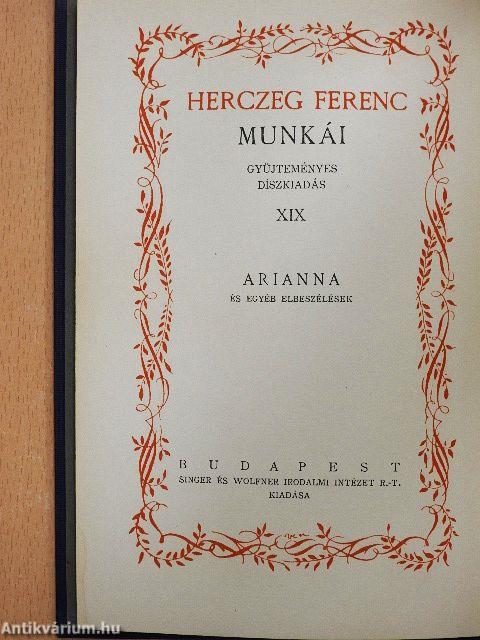 HERCZEG FERENC
MUNKÁI
GYÜJTEMÉNYES
DÍSZKIADÁS
XIX
ARIANNA
ÉS EGYÉB ELBESZÉLÉSEK
BUDAPEST
SINGER ÉS WOLFNER IRODALMI INTÉZET R.-T.
KIADÁSA
Antikvárium.hu